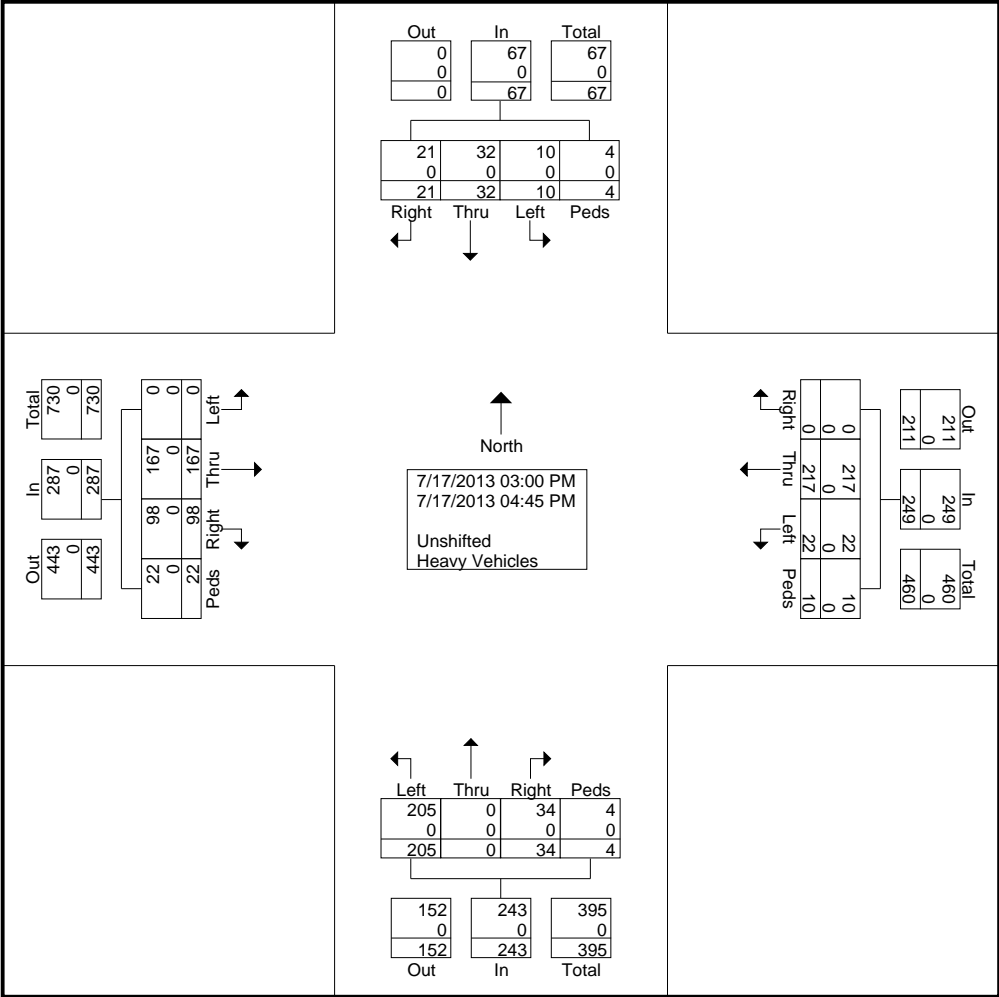 Out In Total
0 67 67
0 0 0
0 67 67
21 32 10 4
0 0 0 0
21 32 10 4
Right Thru Left Peds
Total
730
0
730
In
287
0
287
Out
443
0
443
Left
0
0
0
Thru
167
0
167
Right
98
0
98
Peds
22
0
22
North
7/17/2013 03:00 PM
7/17/2013 04:45 PM
Unshifted
Heavy Vehicles
Right
0
0
0
Thru
217
0
217
Left
22
0
22
Peds
10
0
10
Out
211
0
211
In
249
0
249
Total
460
0
460
Left Thru Right Peds
205 0 34 4
0 0 0 0
205 0 34 4
152 243 395
0 0 0
152 243 395
Out In Total